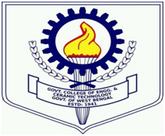 GOVT. COLLEGE OF ENGG. &
CERAMIC TECHNOLOGY
GOVT. OF WEST BENGAL
ESTD: 1941